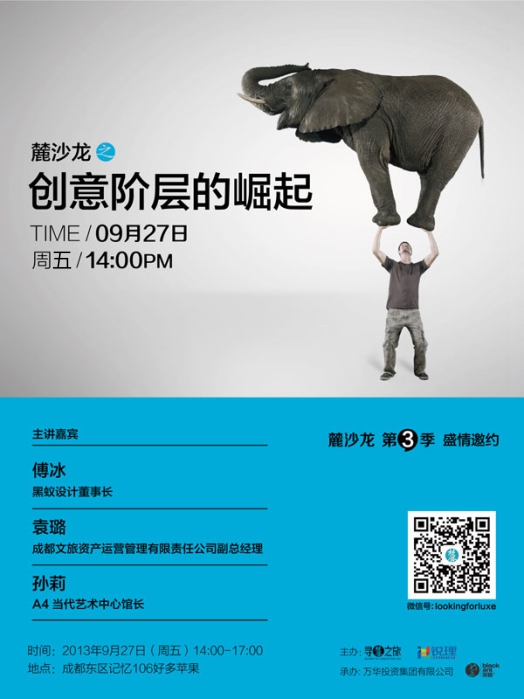 麓沙龙之
创意阶层的崛起
TIME / 09月27日
周五 / 14:00PM
主讲嘉宾
傅冰
黑蚁设计董事长
袁璐
成都文旅资产运营管理有限责任公司副总经理
孙莉
A4 当代艺术中心馆长
麓沙龙 第3季 盛情邀约
微信号: lookingforluxe
时间: 2013年9月27日（周五）14:00-17:00
地点: 成都东区记忆106好多苹果
主办: 寻麓之旅 锐理
承办: 万华投资集团有限公司